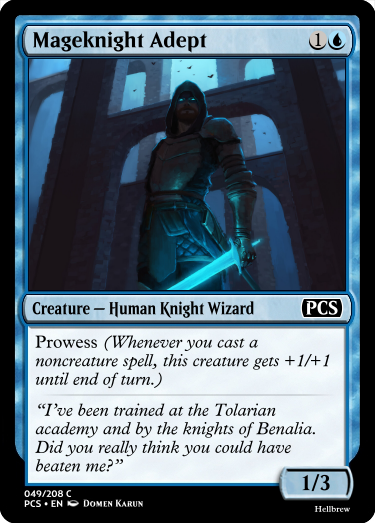 Mageknight Adept 1
Creature — Human Knight Wizard PCS
Prowess (Whenever you cast a
noncreature spell, this creature gets +1/+1
until end of turn.)
“I’ve been trained at the Tolarian
academy and by the knights of Benalia.
Did you really think you could have
beaten me?”
1/3
049/208 C
PCS • EN Domen Karun
Hellbrew